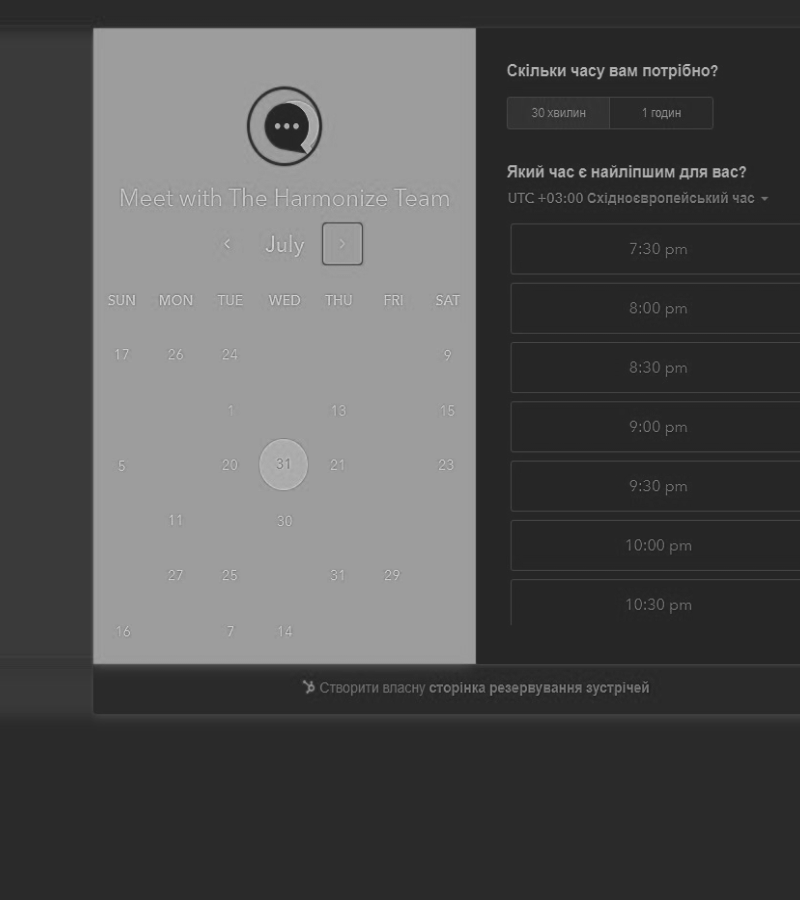 Meet with The Harmonize Team
July
SUN MON TUE WED THU FRI SAT
17 26 24 9
1 13 15
5 20 31 21 23
11 30
27 25 31 29
16 7 14
Скільки часу вам потрібно?
30 хвилин 1 годин
Який час є найліпшим для вас?
UTC +03:00 Східноєвропейський час
7:30 pm
8:00 pm
8:30 pm
9:00 pm
9:30 pm
10:00 pm
10:30 pm
Створити власну сторінка резервування зустрічей